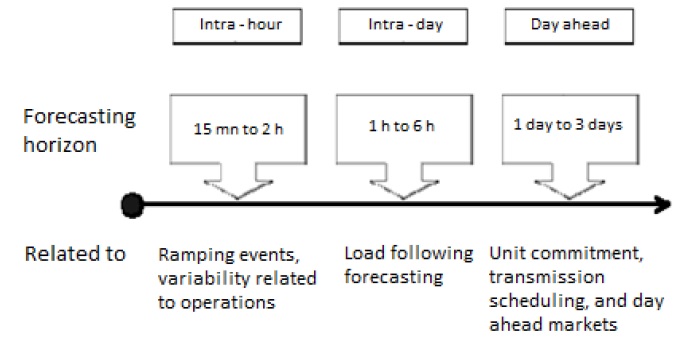 Intra - hour
Intra - day
Day ahead
Forecasting
horizon
15 mn to 2 h
1 h to 6 h
1 day to 3 days
Related to
Ramping events,
variability related
to operations
Load following
forecasting
Unit commitment,
transmission
scheduling, and day
ahead markets